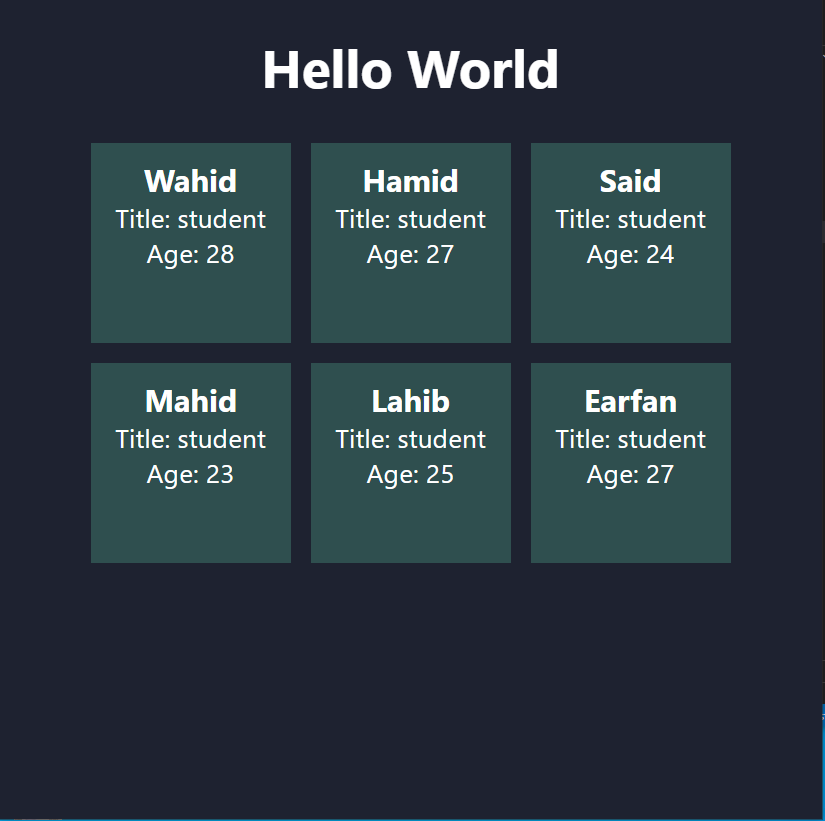 Hello World
Wahid
Title: student
Age: 28
Hamid
Title: student
Age: 27
Said
Title: student
Age: 24
Mahid
Title: student
Age: 23
Lahib
Title: student
Age: 25
Earfan
Title: student
Age: 27